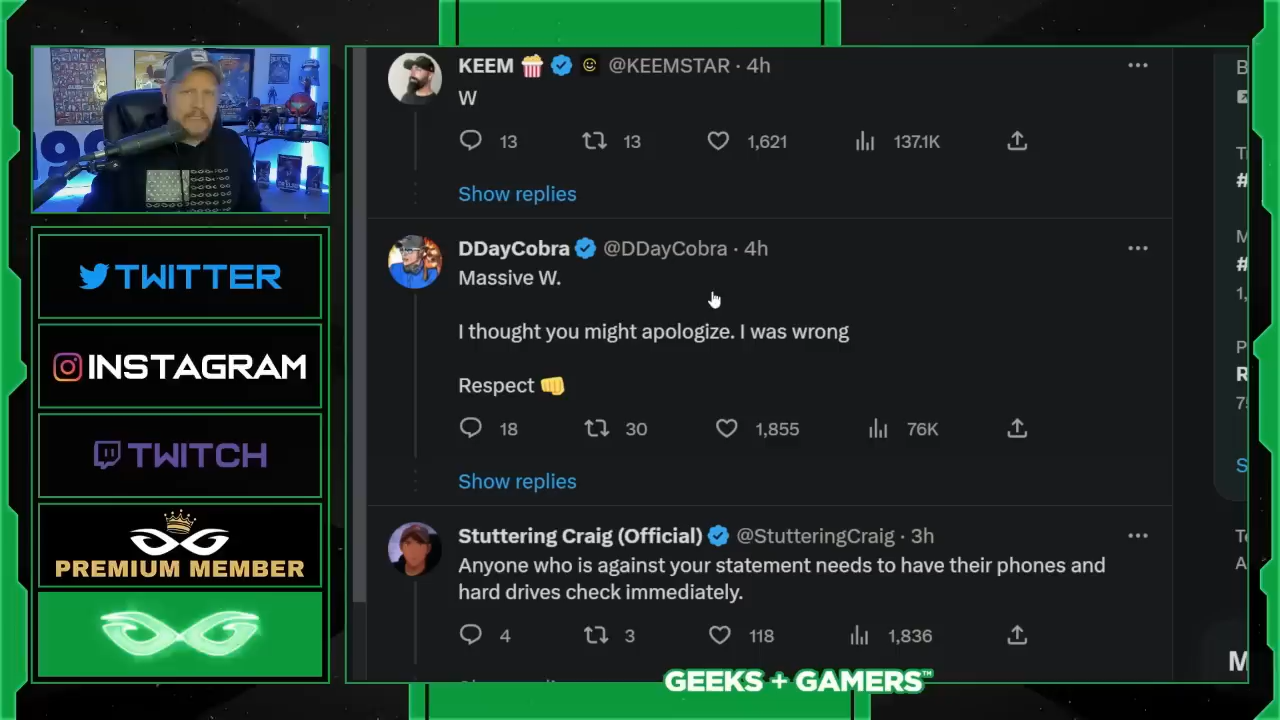 KEEM 🍿 @KEEMSTAR · 4h
W
13 13 1,621 137.1K
Show replies
DDayCobra @DDayCobra · 4h
Massive W.
I thought you might apologize. I was wrong
Respect 👊
18 30 1,855 76K
Show replies
Stuttering Craig (Official) @StutteringCraig · 3h
Anyone who is against your statement needs to have their phones and
hard drives check immediately.
4 3 118 1,836
TWITTER
INSTAGRAM
TWITCH
PREMIUM MEMBER
GEEKS + GAMERS™